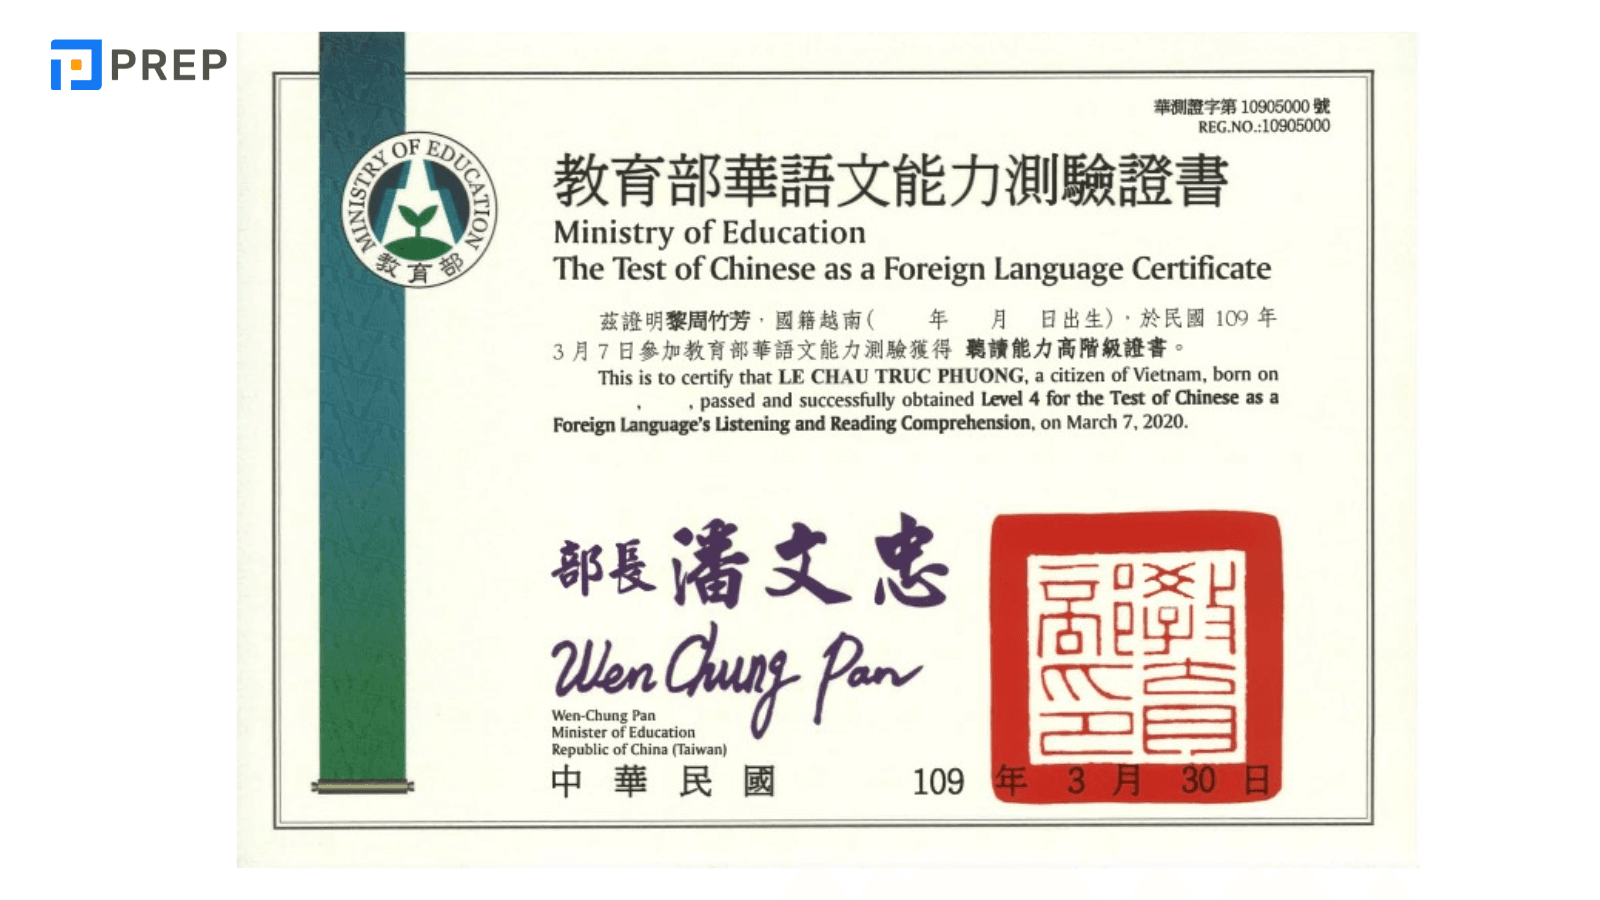 PREP
華測證字第 10905000 號
REG.NO.:10905000
MINISTRY OF EDUCATION
教育部
教育部華語文能力測驗證書
Ministry of Education
The Test of Chinese as a Foreign Language Certificate
茲證明黎周竹芳，國籍越南( 年 月 日出生)，於民國 109 年
3 月 7 日參加教育部華語文能力測驗獲得 聽讀能力高階級證書。
This is to certify that LE CHAU TRUC PHUONG, a citizen of Vietnam, born on
, , passed and successfully obtained Level 4 for the Test of Chinese as a
Foreign Language's Listening and Reading Comprehension, on March 7, 2020.
部長 潘文忠
Wen Chung Pan
Wen-Chung Pan
Minister of Education
Republic of China (Taiwan)
教育部印
中華民國 109 年 3 月 30 日